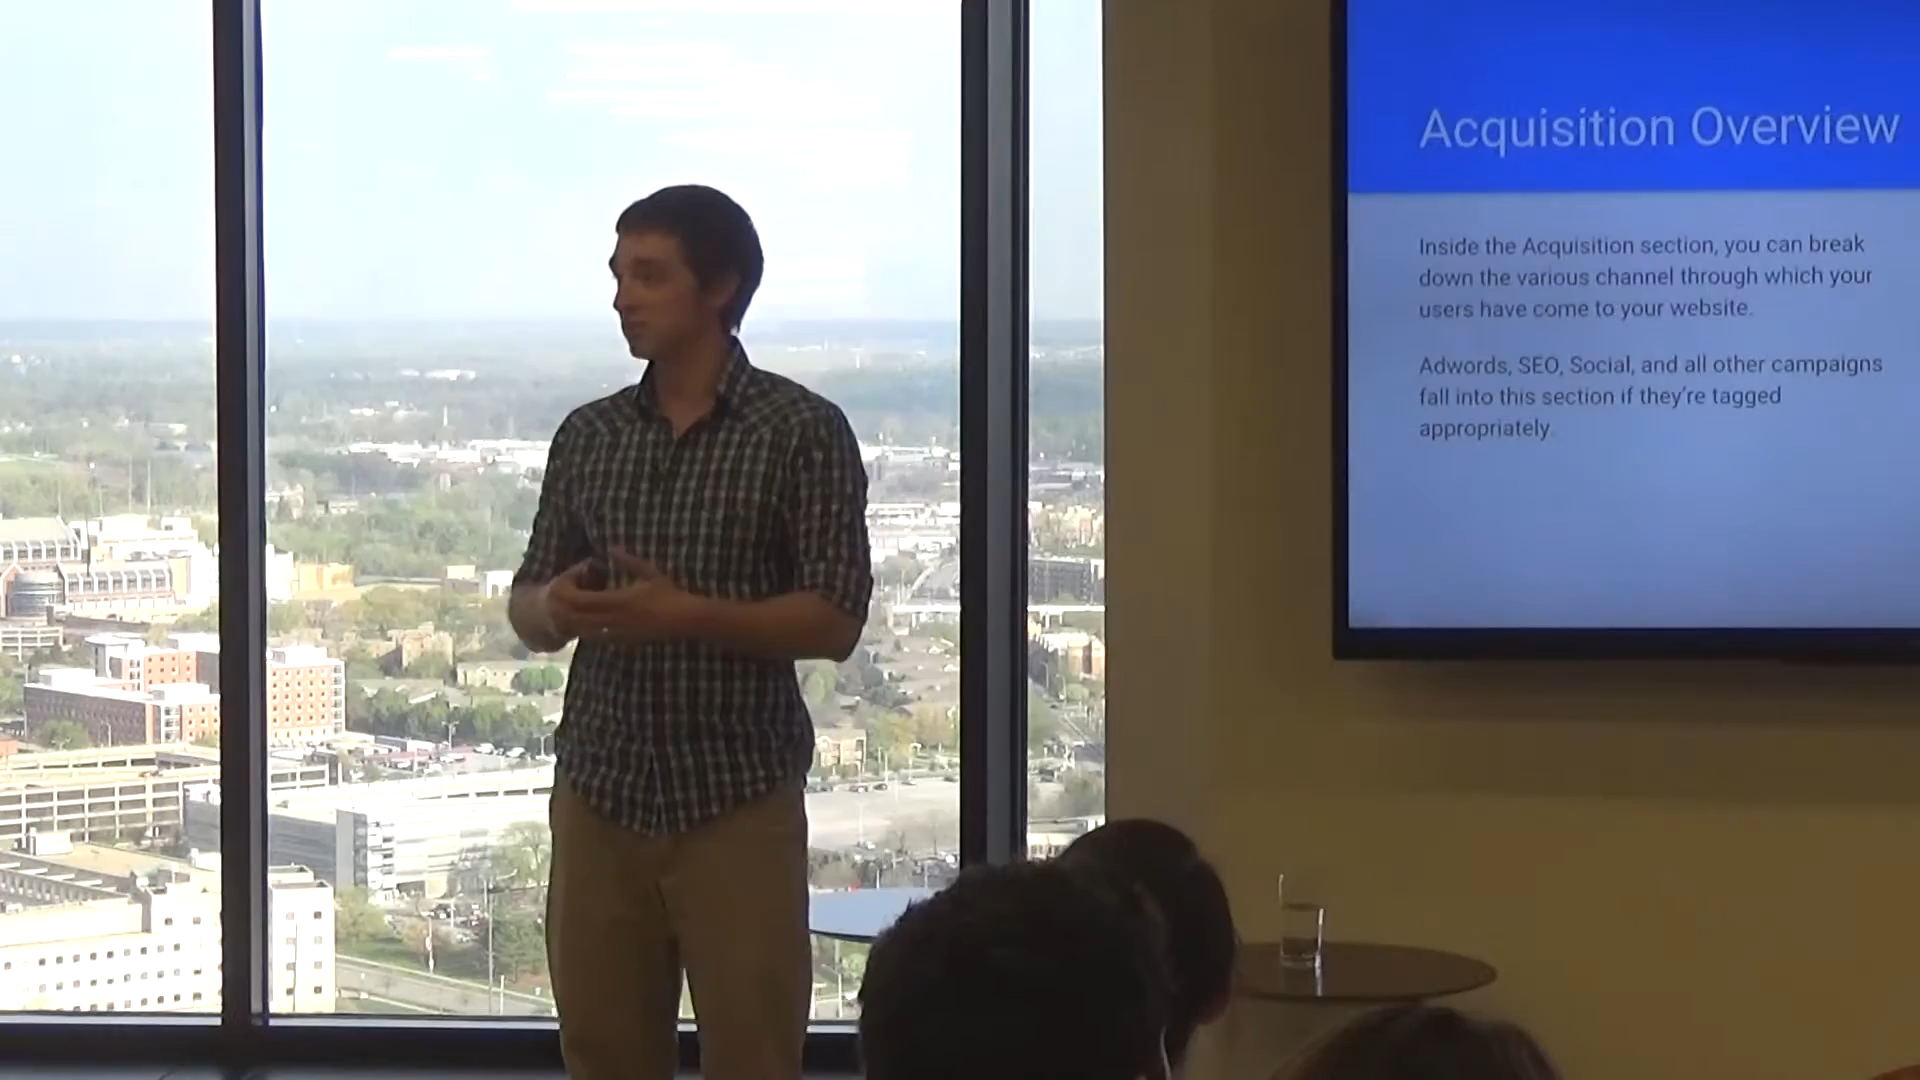 Acquisition Overview
Inside the Acquisition section, you can break
down the various channel through which your
users have come to your website.
Adwords, SEO, Social, and all other campaigns
fall into this section if they're tagged
appropriately.